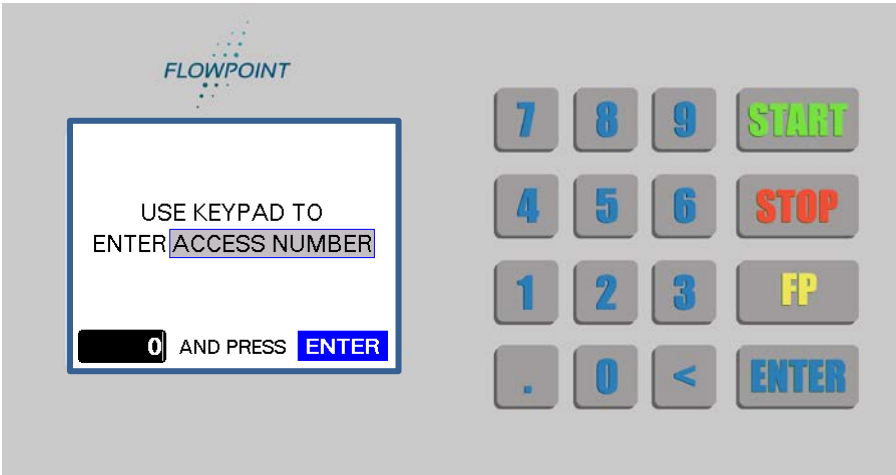 FLOWPOINT
USE KEYPAD TO
ENTER ACCESS NUMBER
0 AND PRESS ENTER
7 8 9 START
4 5 6 STOP
1 2 3 FP
. 0 < ENTER